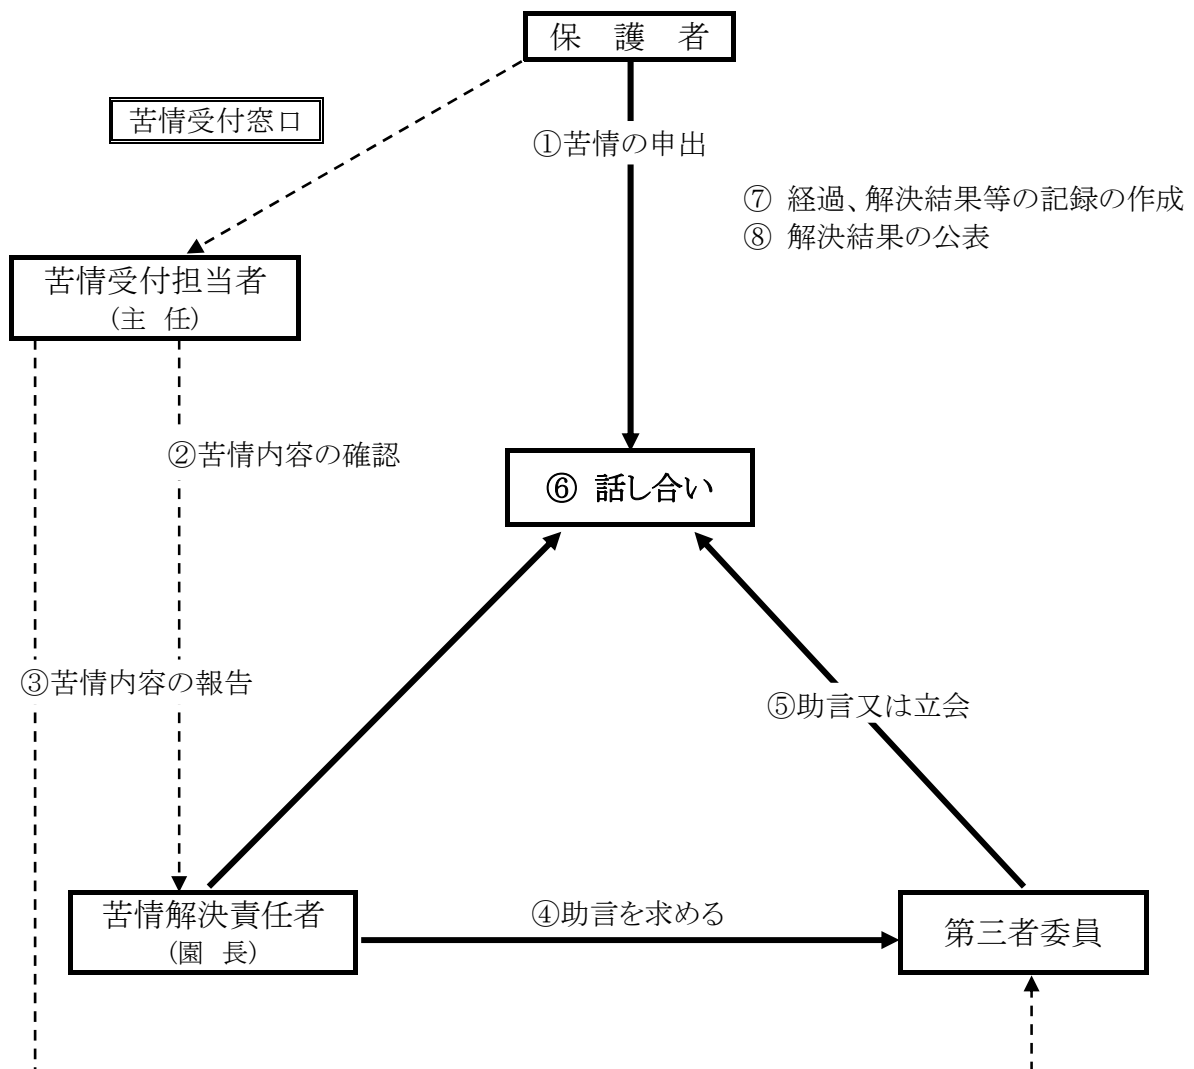 保 護 者
苦情受付窓口
①苦情の申出
⑦ 経過、解決結果等の記録の作成
⑧ 解決結果の公表
苦情受付担当者
(主 任)
②苦情内容の確認
⑥ 話し合い
③苦情内容の報告
⑤助言又は立会
苦情解決責任者
(園 長)
④助言を求める
第三者委員